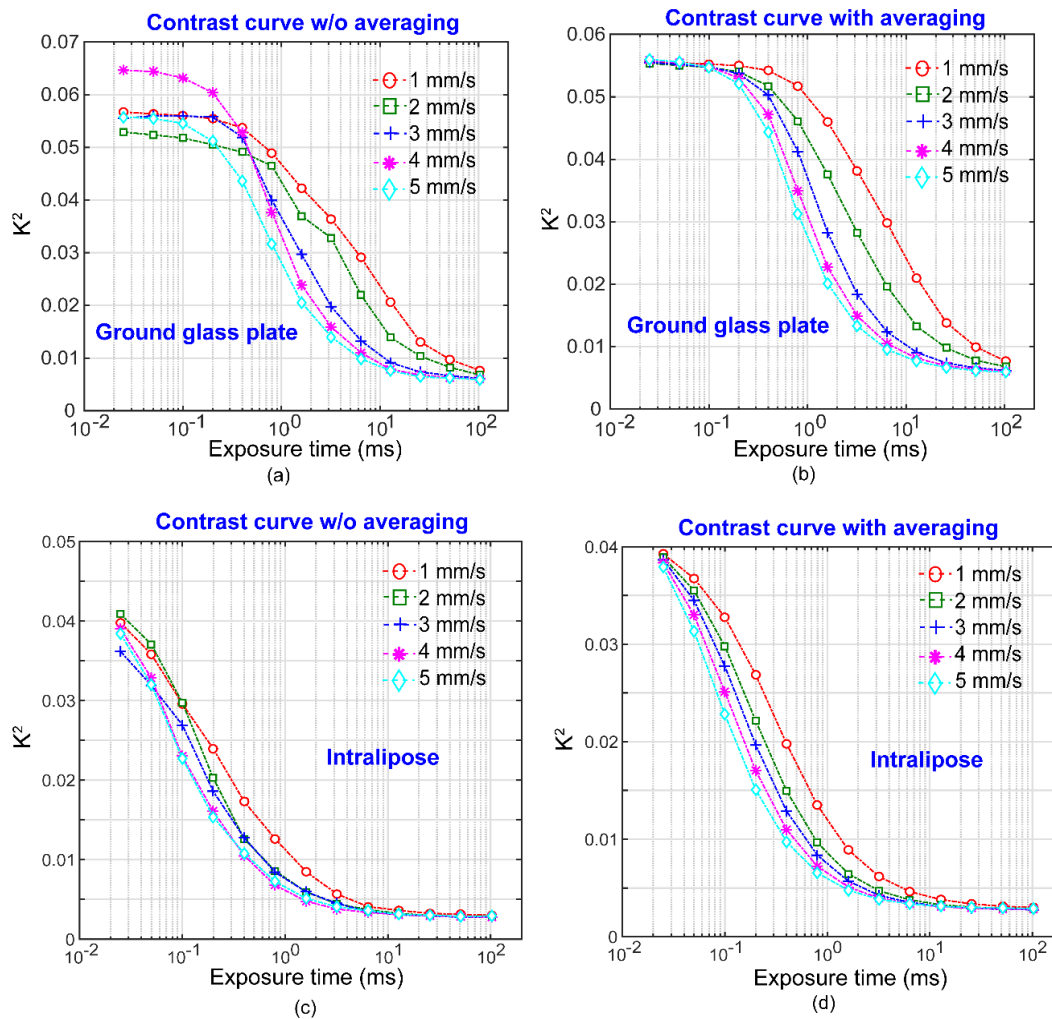 Contrast curve w/o averaging
0.07
0.06
0.05
0.04
0.03
0.02
0.01
0
K²
1 mm/s
2 mm/s
3 mm/s
4 mm/s
5 mm/s
Ground glass plate
10⁻² 10⁻¹ 10⁰ 10¹ 10²
Exposure time (ms)
(a)
Contrast curve with averaging
0.06
0.05
0.04
0.03
0.02
0.01
0
K²
1 mm/s
2 mm/s
3 mm/s
4 mm/s
5 mm/s
Ground glass plate
10⁻² 10⁻¹ 10⁰ 10¹ 10²
Exposure time (ms)
(b)
Contrast curve w/o averaging
0.05
0.04
0.03
0.02
0.01
0
K²
1 mm/s
2 mm/s
3 mm/s
4 mm/s
5 mm/s
Intralipose
10⁻² 10⁻¹ 10⁰ 10¹ 10²
Exposure time (ms)
(c)
Contrast curve with averaging
0.04
0.03
0.02
0.01
0
K²
1 mm/s
2 mm/s
3 mm/s
4 mm/s
5 mm/s
Intralipose
10⁻² 10⁻¹ 10⁰ 10¹ 10²
Exposure time (ms)
(d)